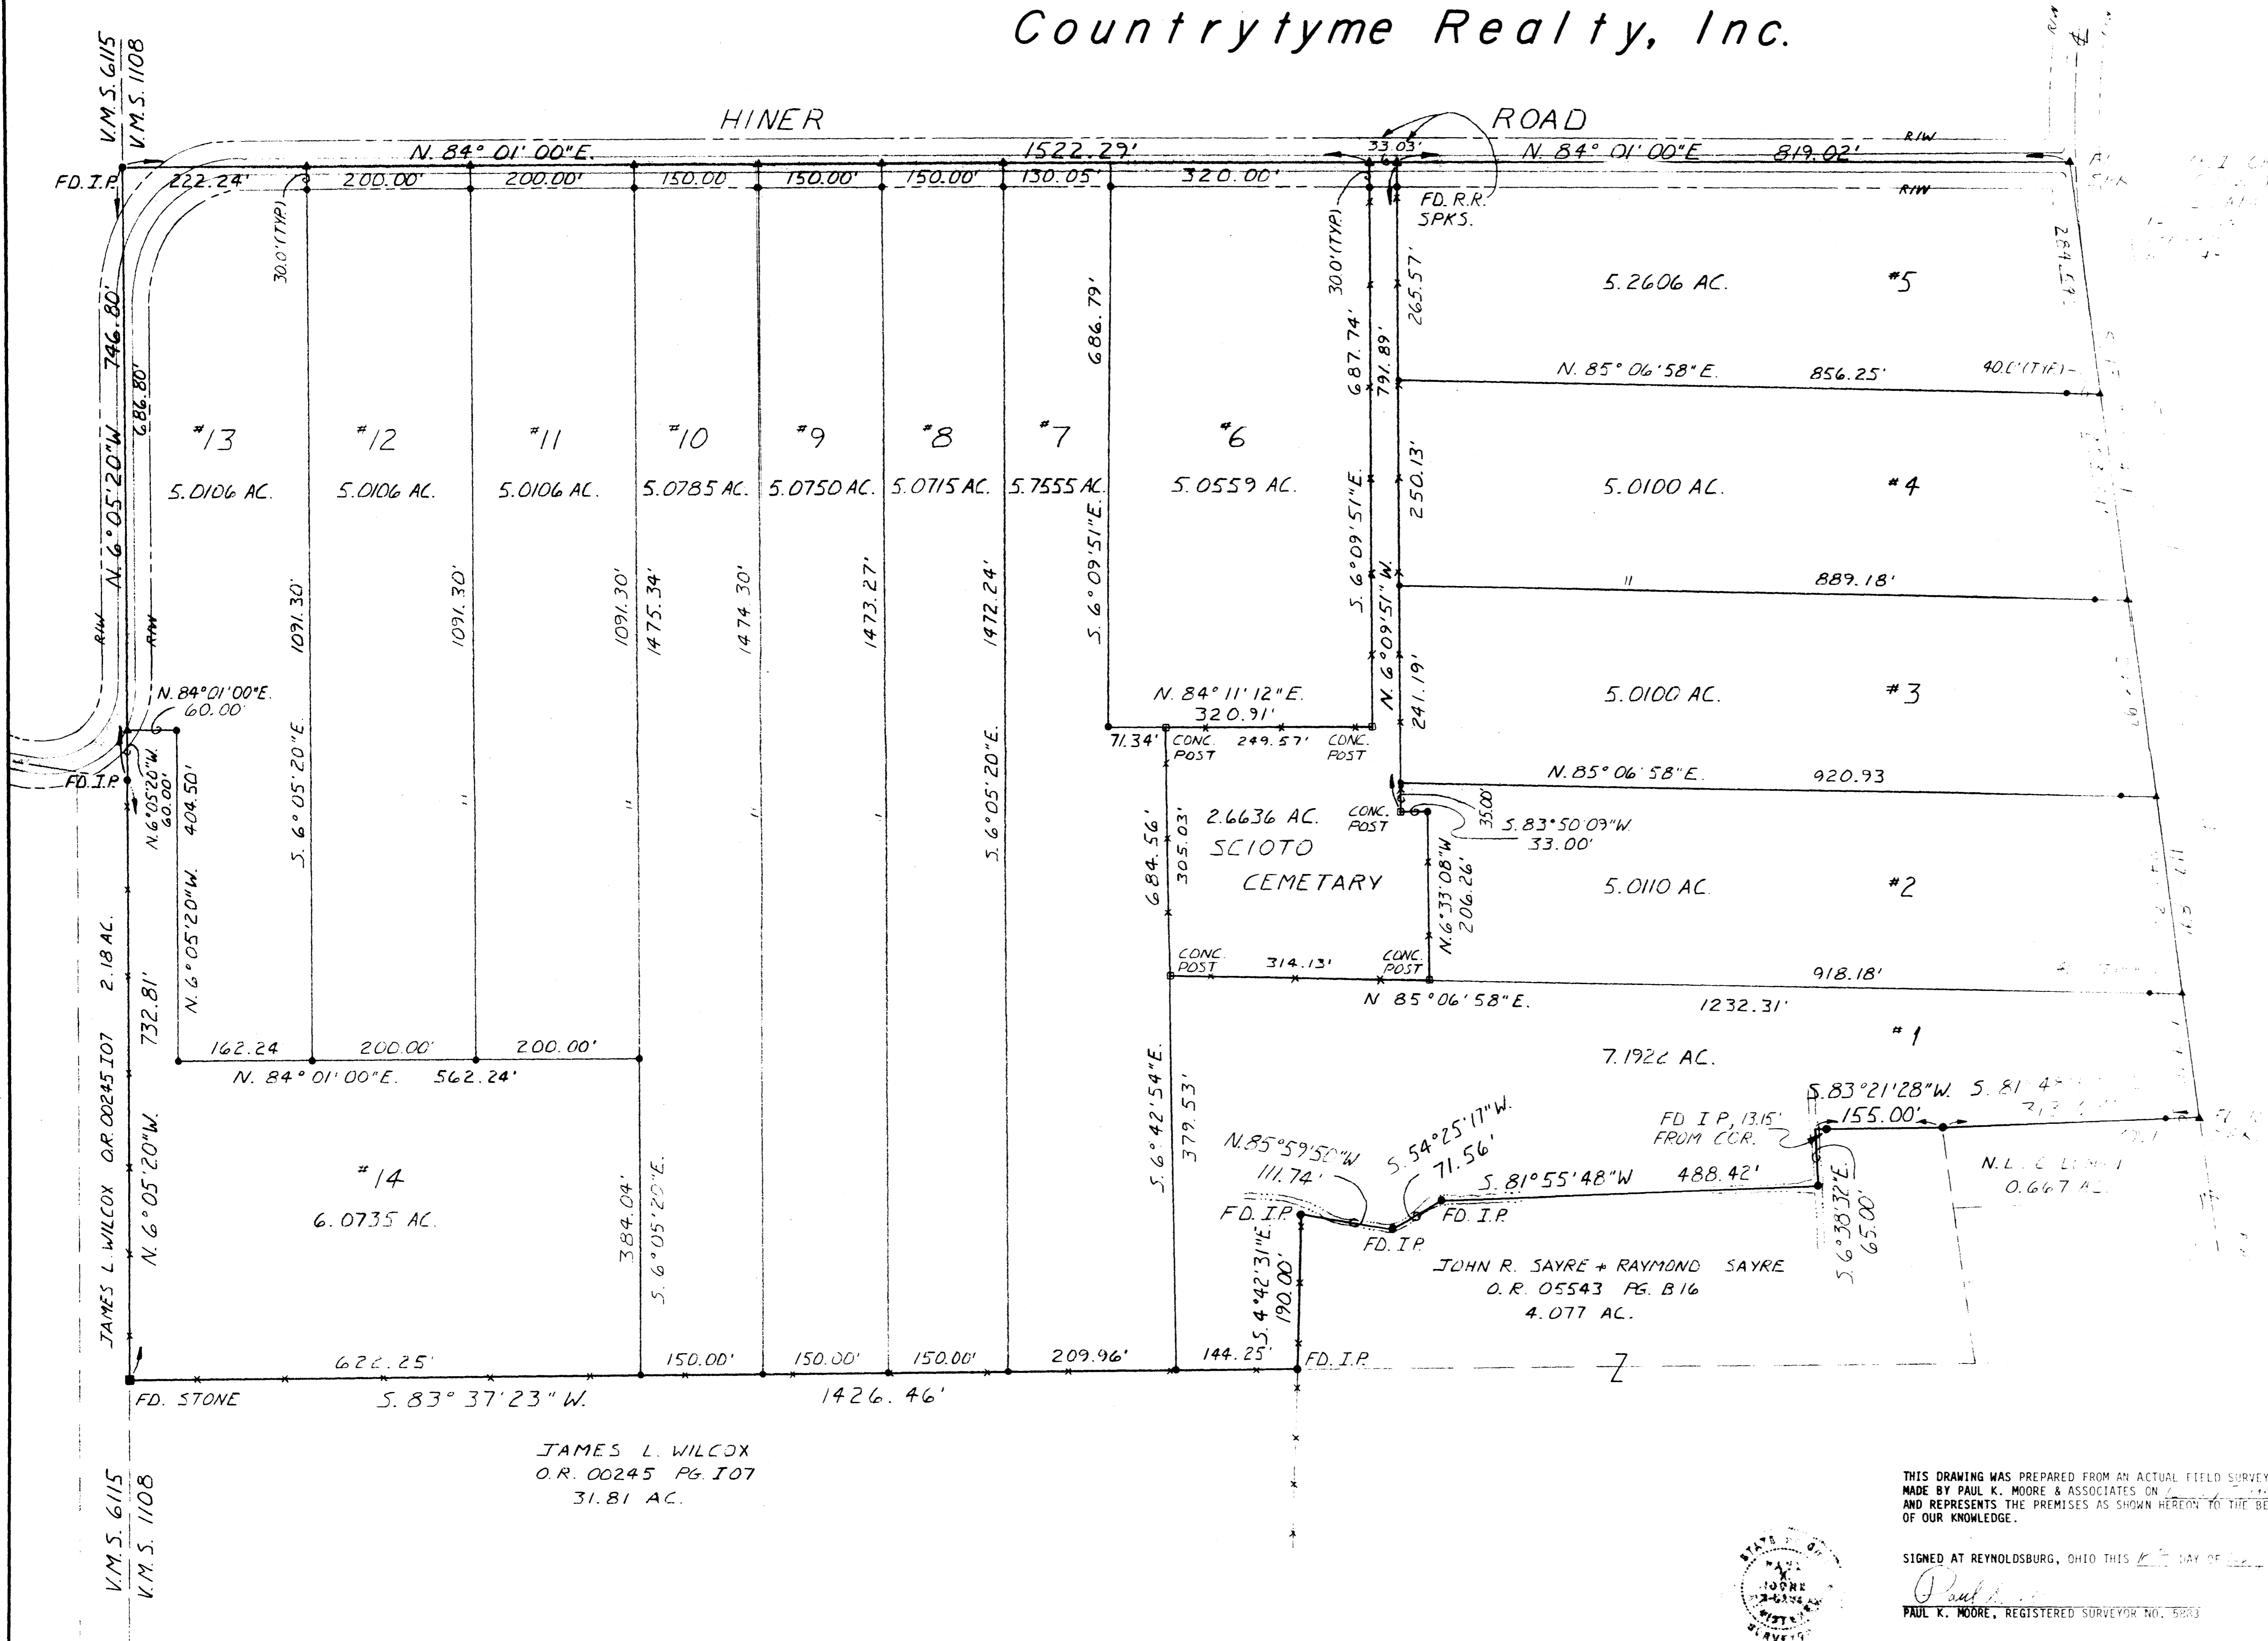 Countrytyme Realty, Inc.
V.M.S. 6115
V.M.S. 1108
HINER ROAD
R/W
N. 84° 01' 00"E. 1522.29' 33.03' N. 84° 01' 00"E 819.02'
FD. I.P. 222.24' 200.00' 200.00' 150.00 150.00' 150.00' 130.05' 320.00'
R/W
FD. R.R.
SPKS.
30.0'(TYP.)
30.0'(TYP.)
R/W
N. 6° 05' 20"W. 746.80'
686.80'
R/W
R/W
686.79'
S. 6° 09' 51"E.
687.74'
S. 6° 09' 51"E.
791.89'
N. 6° 09' 51" W.
265.57'
284.59'
5.2606 AC. #5
N. 85° 06' 58" E. 856.25' 40.0'(TYP.)
#13
5.0106 AC.
#12
5.0106 AC.
#11
5.0106 AC.
#10
5.0785 AC.
#9
5.0750 AC.
#8
5.0715 AC.
#7
5.7555 AC.
#6
5.0559 AC.
250.13'
5.0100 AC. #4
S. 6° 05' 20"E. 1091.30'
1091.30'
"
1091.30'
"
1475.34'
1474.30'
"
1473.27'
"
S. 6° 05' 20"E. 1472.24'
" 889.18'
241.19'
5.0100 AC. #3
N. 84° 01' 00"E.
60.00'
FD. I.P.
N. 6° 05' 20"W.
60.00'
N. 6° 05' 20"W. 404.50'
N. 84° 11' 12" E.
320.91'
71.34' CONC. POST 249.57' CONC. POST
N. 85° 06' 58"E. 920.93
684.56'
305.03'
2.6636 AC.
SCIOTO
CEMETARY
CONC.
POST
35.00'
S. 83° 50' 09"W.
33.00'
N. 6° 33' 08"W
206.26'
5.0110 AC. #2
CONC.
POST
314.13'
CONC.
POST
918.18'
N 85° 06' 58"E. 1232.31'
#1
JAMES L. WILCOX O.R. 00245 I07 2.18 AC.
N. 6° 05' 20"W. 732.81'
162.24 200.00' 200.00'
N. 84° 01' 00"E. 562.24'
S. 6° 42' 54"E.
379.53'
S. 83° 21' 28"W.
155.00'
FD I P, 13.15'
FROM COR.
N. 85° 59' 50"W
111.74'
S. 54° 25' 17"W.
71.56'
S. 81° 55' 48"W 488.42'
0.667
S. 6° 38' 32"E.
65.00'
#14
6.0735 AC.
384.04'
S. 6° 05' 20"E.
FD. I.P.
FD. I.P.
FD. I.P.
S. 4° 42' 31"E.
190.00'
JOHN R. SAYRE + RAYMOND SAYRE
O. R. 05543 PG. B 16
4.077 AC.
622.25' 150.00' 150.00' 150.00' 209.96' 144.25' FD. I.P.
Z
FD. STONE S. 83° 37' 23" W. 1426.46'
JAMES L. WILCOX
O.R. 00245 PG. I07
31.81 AC.
V.M.S. 6115
V.M.S. 1108
THIS DRAWING WAS PREPARED FROM AN ACTUAL FIELD SURVEY
MADE BY PAUL K. MOORE & ASSOCIATES ON
AND REPRESENTS THE PREMISES AS SHOWN HEREON TO THE BE
OF OUR KNOWLEDGE.
SIGNED AT REYNOLDSBURG, OHIO THIS DAY OF
PAUL K. MOORE, REGISTERED SURVEYOR NO.